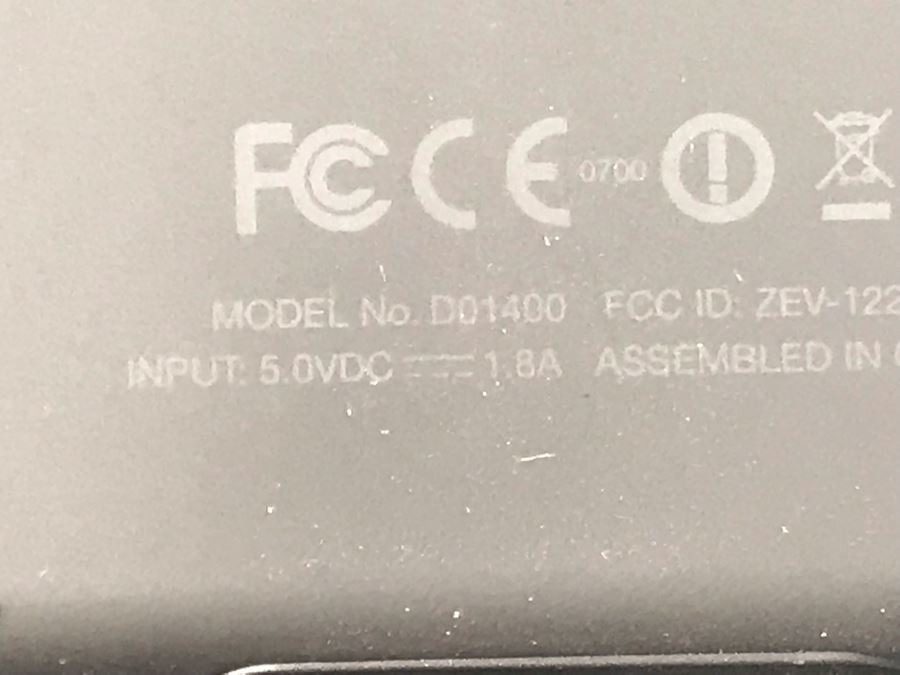 FC CE 0700
MODEL No. D01400 FCC ID: ZEV-122
INPUT: 5.0VDC 1.8A ASSEMBLED IN